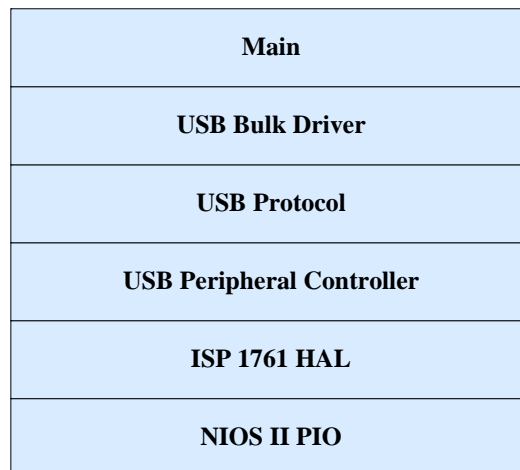 Main
USB Bulk Driver
USB Protocol
USB Peripheral Controller
ISP 1761 HAL
NIOS II PIO